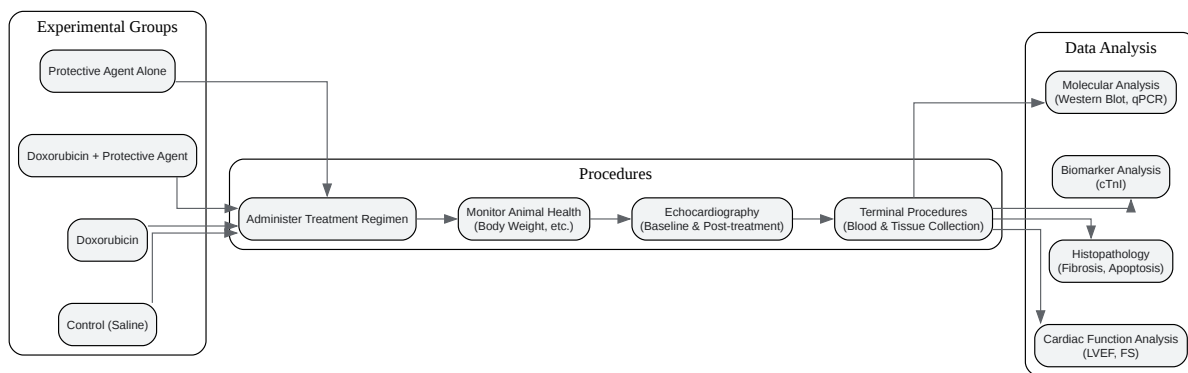 Experimental Groups
Protective Agent Alone
Doxorubicin + Protective Agent
Doxorubicin
Control (Saline)
Procedures
Administer Treatment Regimen
Monitor Animal Health
(Body Weight, etc.)
Echocardiography
(Baseline & Post-treatment)
Terminal Procedures
(Blood & Tissue Collection)
Data Analysis
Molecular Analysis
(Western Blot, qPCR)
Biomarker Analysis
(cTnI)
Histopathology
(Fibrosis, Apoptosis)
Cardiac Function Analysis
(LVEF, FS)